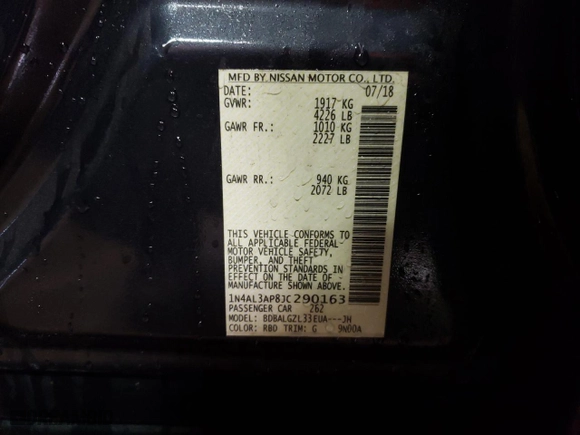 MFD BY NISSAN MOTOR CO., LTD.
DATE: 07/18
GVWR: 1917 KG
4226 LB
GAWR FR.: 1010 KG
2227 LB
GAWR RR.: 940 KG
2072 LB
THIS VEHICLE CONFORMS TO
ALL APPLICABLE FEDERAL
MOTOR VEHICLE SAFETY,
BUMPER, AND THEFT
PREVENTION STANDARDS IN
EFFECT ON THE DATE OF
MANUFACTURE SHOWN ABOVE.
1N4AL3AP8JC290163
PASSENGER CAR 262
MODEL: BDBALGZL33EUA---JH
COLOR: RBD TRIM: G 9N00A